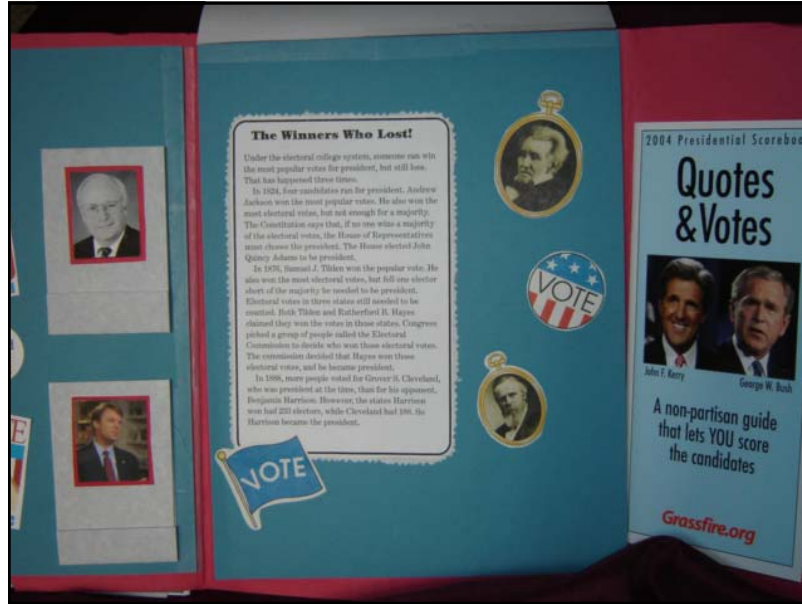 The Winners Who Lost!
Under the electoral college system, someone can win
the most popular votes for president, but still lose.
That has happened three times.
In 1824, four candidates ran for president. Andrew
Jackson won the most popular votes. He also won the
most electoral votes, but not enough for a majority.
The Constitution says that, if no one wins a majority
of the electoral votes, the House of Representatives
must choose the president. The House elected John
Quincy Adams to be president.
In 1876, Samuel J. Tilden won the popular vote. He
also won the most electoral votes, but fell one elector
short of the majority he needed to be president.
Electoral votes in three states still needed to be
counted. Both Tilden and Rutherford B. Hayes
claimed they won the votes in those states. Congress
picked a group of people called the Electoral
Commission to decide who won those electoral votes.
The commission decided that Hayes won those
electoral votes, and he became president.
In 1888, more people voted for Grover S. Cleveland,
who was president at the time, than for his opponent,
Benjamin Harrison. However, the states Harrison
won had 233 electors, while Cleveland had 168. So
Harrison became the president.
VOTE
VOTE
2004 Presidential
Quotes
&Votes
John F. Kerry
George W. Bush
A non-partisan guide
that lets YOU score
the candidates
Grassfire.org